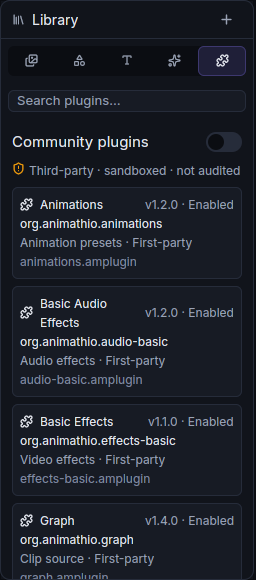 Library
Search plugins...
Community plugins
Third-party · sandboxed · not audited
Animations v1.2.0 · Enabled
org.animathio.animations
Animation presets · First-party
animations.amplugin
Basic Audio
Effects v1.2.0 · Enabled
org.animathio.audio-basic
Audio effects · First-party
audio-basic.amplugin
Basic Effects v1.1.0 · Enabled
org.animathio.effects-basic
Video effects · First-party
effects-basic.amplugin
Graph v1.4.0 · Enabled
org.animathio.graph
Clip source · First-party
graph.amplugin